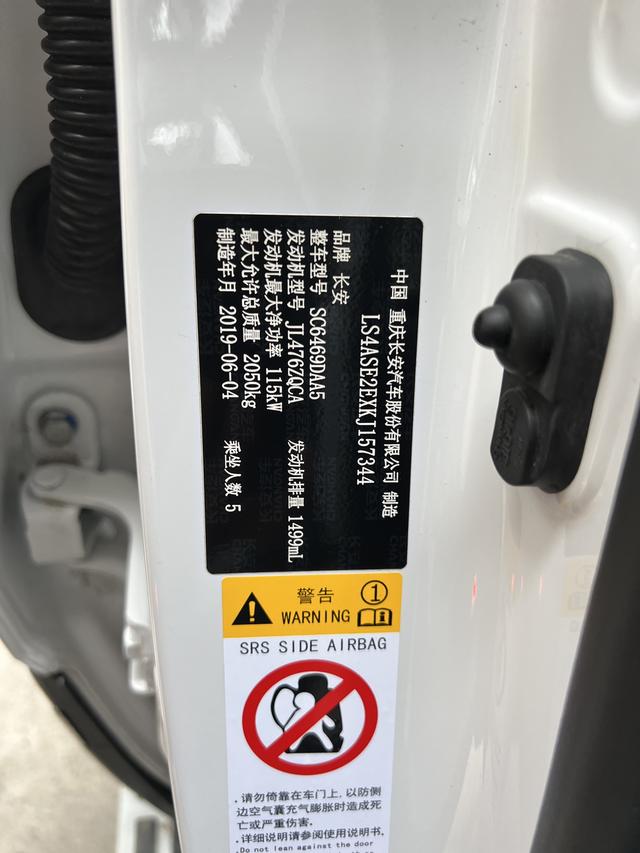 中国 重庆长安汽车股份有限公司 制造
LS4ASE2EXKJ157344
品牌 长安
整车型号 SC6469DAA5
发动机型号 JL476ZQCA 发动机排量 1499mL
发动机最大净功率 115kW
最大允许总质量 2050kg
制造年月 2019-06-04 乘坐人数 5
警告
WARNING
1
SRS SIDE AIRBAG
.请勿倚靠在车门上,以防侧
边空气囊充气膨胀时造成死
亡或严重伤害.
.详细说明请参阅使用说明书.
.Do not lean against the door